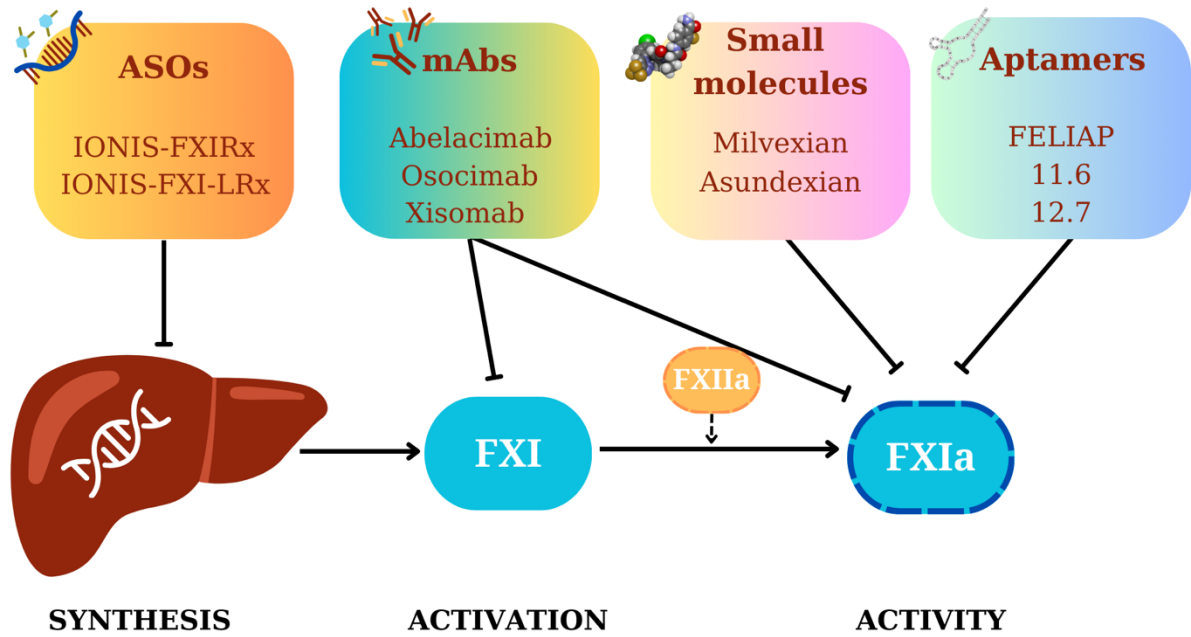 ASOs
IONIS-FXIRx
IONIS-FXI-LRx
mAbs
Abelacimab
Osocimab
Xisomab
Small
molecules
Milvexian
Asundexian
Aptamers
FELIAP
11.6
12.7
FXIIa
FXI
FXIa
SYNTHESIS
ACTIVATION
ACTIVITY